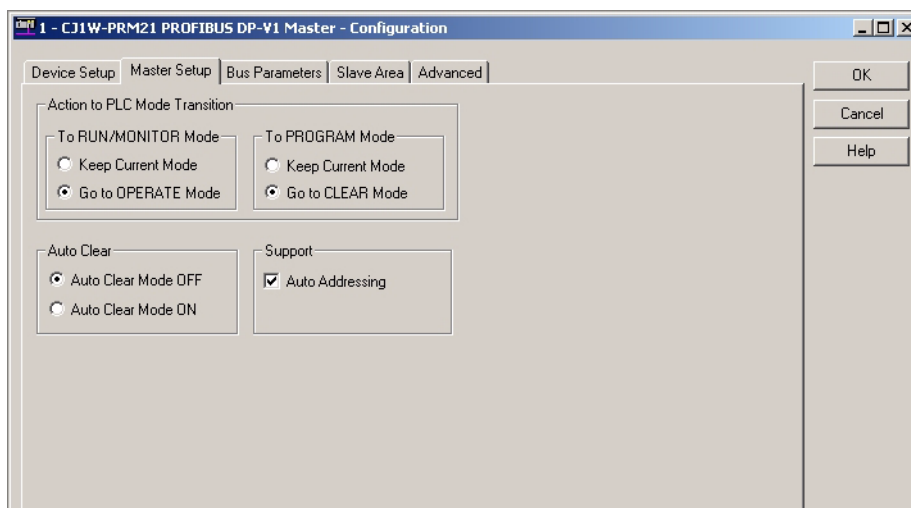 1 - CJ1W-PRM21 PROFIBUS DP-V1 Master - Configuration
Device Setup Master Setup Bus Parameters Slave Area Advanced
OK
Cancel
Help
Action to PLC Mode Transition
To RUN/MONITOR Mode
Keep Current Mode
Go to OPERATE Mode
To PROGRAM Mode
Keep Current Mode
Go to CLEAR Mode
Auto Clear
Auto Clear Mode OFF
Auto Clear Mode ON
Support
Auto Addressing